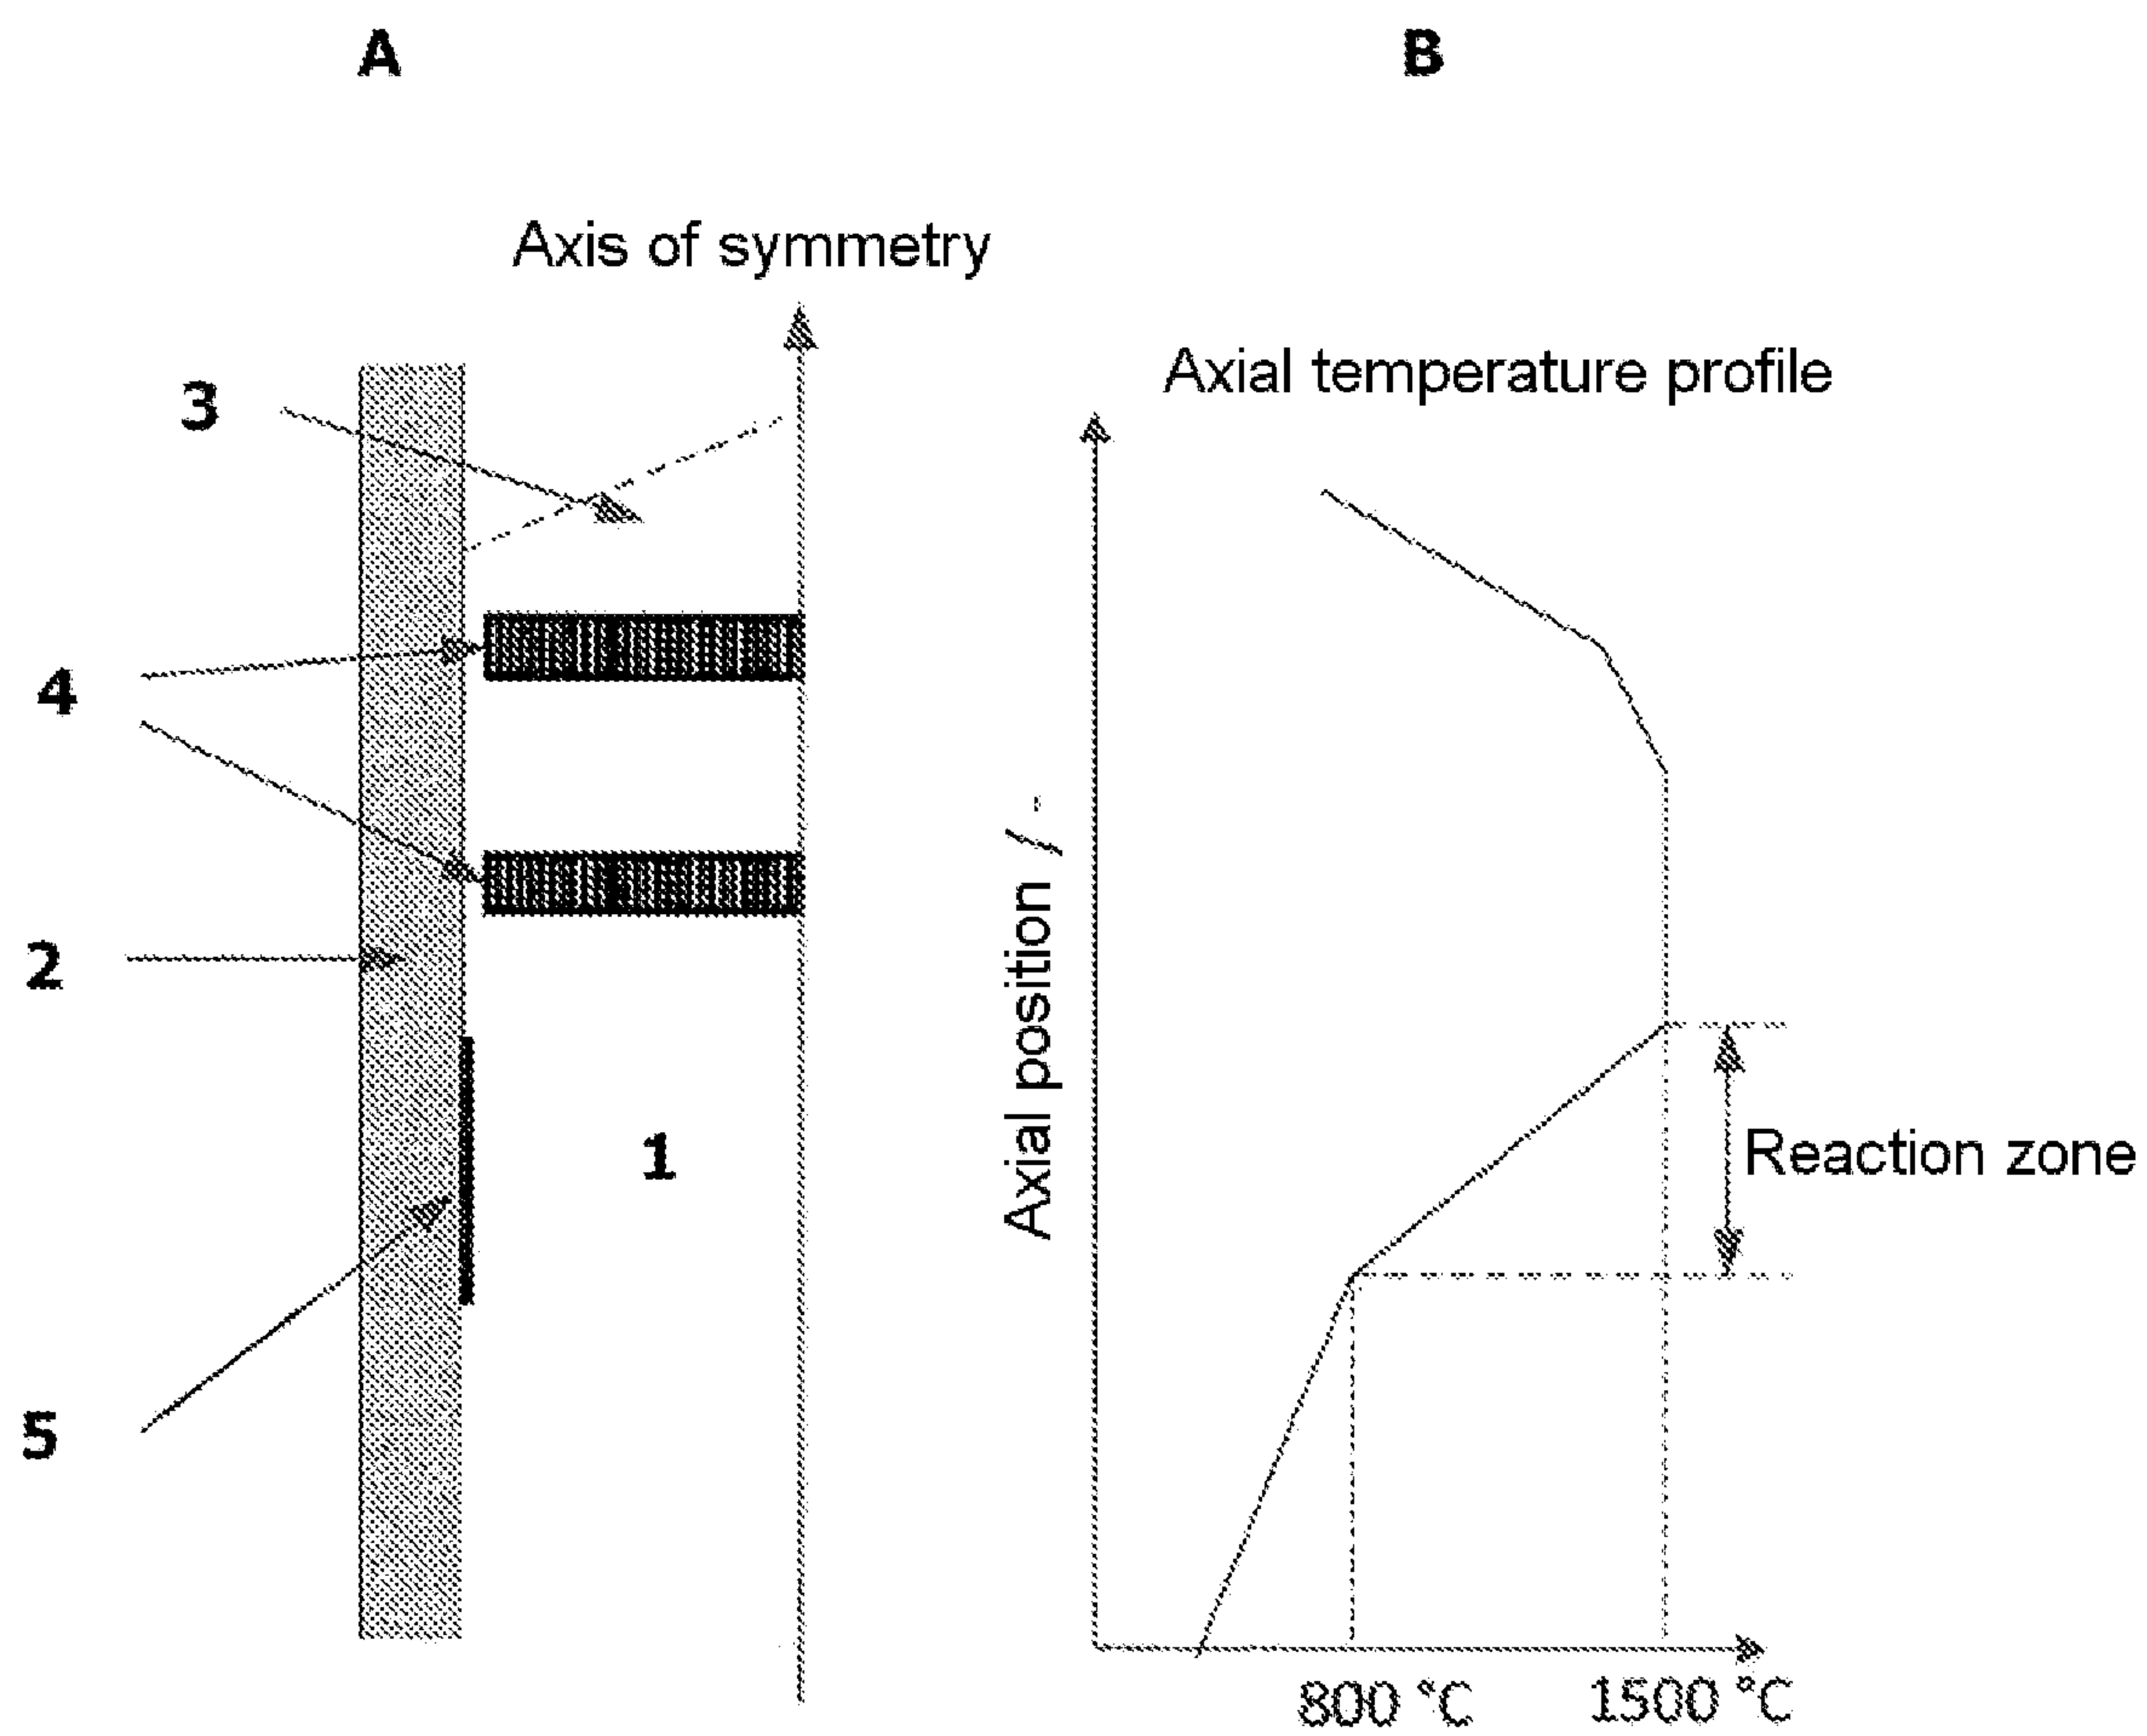 A
B
Axis of symmetry
Axial temperature profile
3
4
2
1
5
Axial position / -
Reaction zone
800 °C
1500 °C